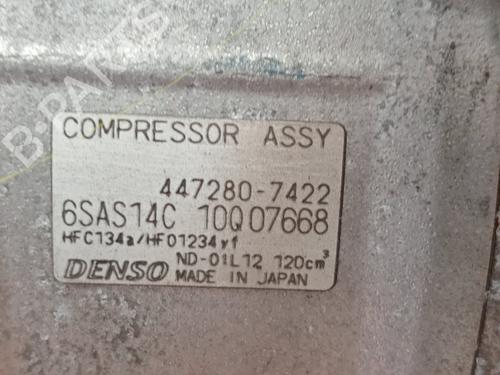 B-PARTS
COMPRESSOR ASSY
447280-7422
6SAS14C 10Q07668
HFC134a/HFO1234yf
ND-OIL12 120cm³
DENSO MADE IN JAPAN